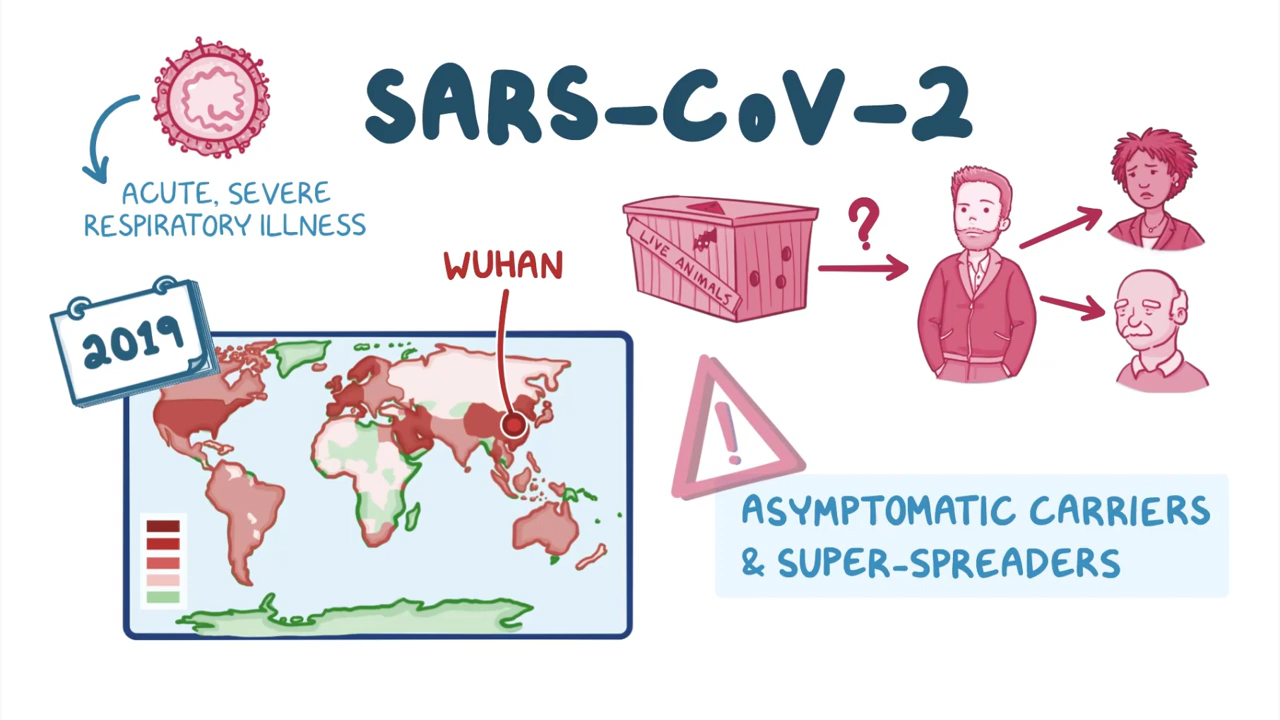 SARS-CoV-2
ACUTE, SEVERE
RESPIRATORY ILLNESS
LIVE ANIMALS
?
WUHAN
2019
!
ASYMPTOMATIC CARRIERS
& SUPER-SPREADERS